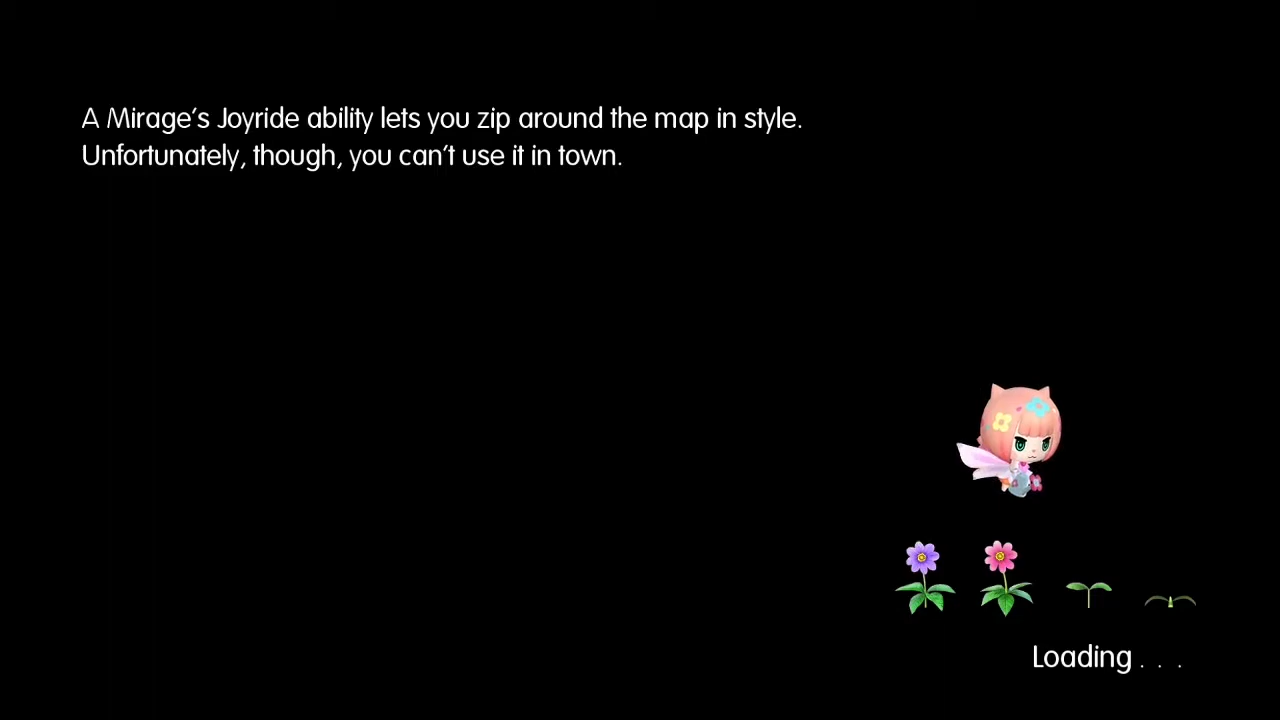 A Mirage's Joyride ability lets you zip around the map in style.
Unfortunately, though, you can't use it in town.
Loading . . .